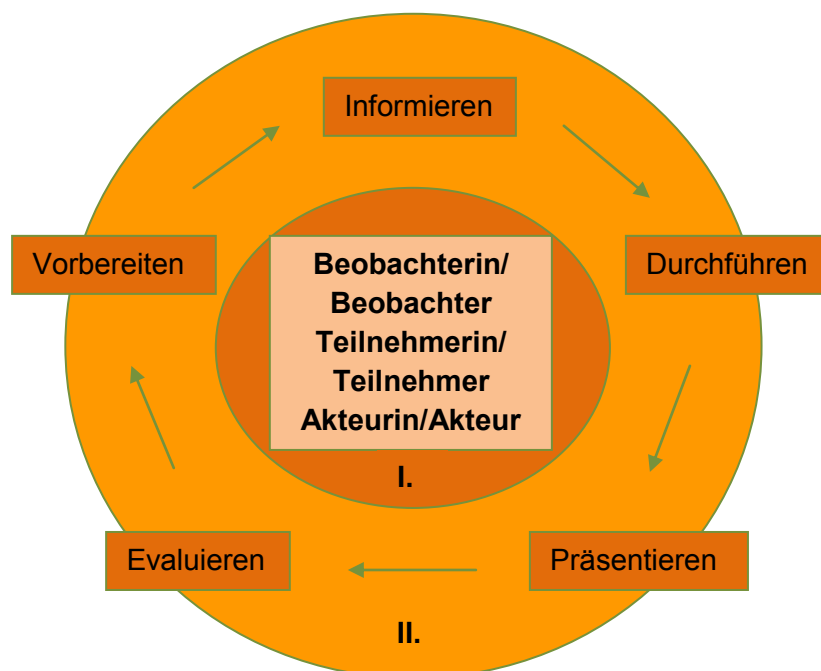 Informieren
Vorbereiten
Durchführen
Beobachterin/
Beobachter
Teilnehmerin/
Teilnehmer
Akteurin/Akteur
I.
Evaluieren
Präsentieren
II.